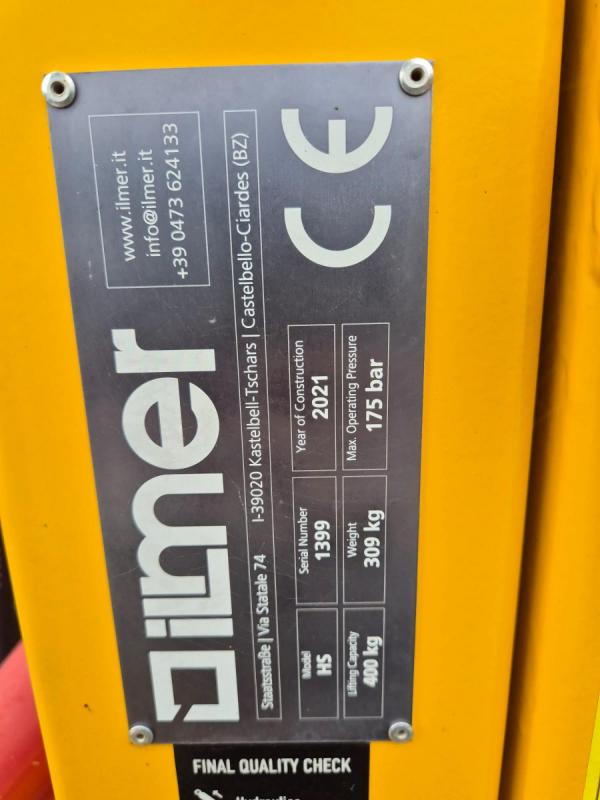 ilmer
www.ilmer.it
info@ilmer.it
+39 0473 624133
Staatsstraße | Via Statale 74 I-39020 Kastelbell-Tschars | Castelbello-Ciardes (BZ)
Model
HS
Serial Number
1399
Year of Construction
2021
Lifting Capacity
400 kg
Weight
309 kg
Max. Operating Pressure
175 bar
CE
FINAL QUALITY CHECK